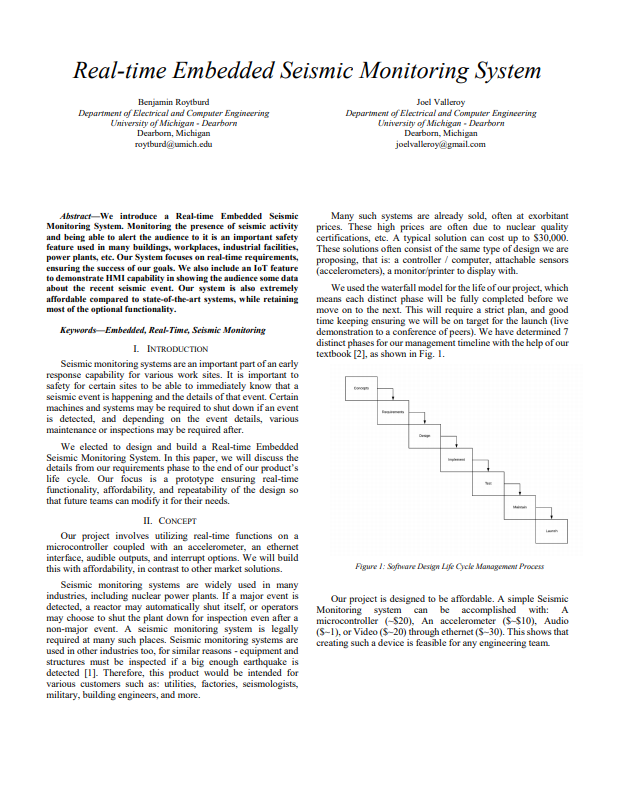 Real-time Embedded Seismic Monitoring System
Benjamin Roytburd
Department of Electrical and Computer Engineering
University of Michigan - Dearborn
Dearborn, Michigan
roytburd@umich.edu
Joel Valleroy
Department of Electrical and Computer Engineering
University of Michigan - Dearborn
Dearborn, Michigan
joelvalleroy@gmail.com
Abstract—We introduce a Real-time Embedded Seismic
Monitoring System. Monitoring the presence of seismic activity
and being able to alert the audience to it is an important safety
feature used in many buildings, workplaces, industrial facilities,
power plants, etc. Our System focuses on real-time requirements,
ensuring the success of our goals. We also include an IoT feature
to demonstrate HMI capability in showing the audience some data
about the recent seismic event. Our system is also extremely
affordable compared to state-of-the-art systems, while retaining
most of the optional functionality.
Keywords—Embedded, Real-Time, Seismic Monitoring
I. INTRODUCTION
Seismic monitoring systems are an important part of an early
response capability for various work sites. It is important to
safety for certain sites to be able to immediately know that a
seismic event is happening and the details of that event. Certain
machines and systems may be required to shut down if an event
is detected, and depending on the event details, various
maintenance or inspections may be required after.
We elected to design and build a Real-time Embedded
Seismic Monitoring System. In this paper, we will discuss the
details from our requirements phase to the end of our product's
life cycle. Our focus is a prototype ensuring real-time
functionality, affordability, and repeatability of the design so
that future teams can modify it for their needs.
II. CONCEPT
Our project involves utilizing real-time functions on a
microcontroller coupled with an accelerometer, an ethernet
interface, audible outputs, and interrupt options. We will build
this with affordability, in contrast to other market solutions.
Seismic monitoring systems are widely used in many
industries, including nuclear power plants. If a major event is
detected, a reactor may automatically shut itself, or operators
may choose to shut the plant down for inspection even after a
non-major event. A seismic monitoring system is legally
required at many such places. Seismic monitoring systems are
used in other industries too, for similar reasons - equipment and
structures must be inspected if a big enough earthquake is
detected [1]. Therefore, this product would be intended for
various customers such as: utilities, factories, seismologists,
military, building engineers, and more.
Many such systems are already sold, often at exorbitant
prices. These high prices are often due to nuclear quality
certifications, etc. A typical solution can cost up to $30,000.
These solutions often consist of the same type of design we are
proposing, that is: a controller / computer, attachable sensors
(accelerometers), a monitor/printer to display with.
We used the waterfall model for the life of our project, which
means each distinct phase will be fully completed before we
move on to the next. This will require a strict plan, and good
time keeping ensuring we will be on target for the launch (live
demonstration to a conference of peers). We have determined 7
distinct phases for our management timeline with the help of our
textbook [2], as shown in Fig. 1.
Concepts
Requirements
Design
Implement
Test
Maintain
Launch
Figure 1: Software Design Life Cycle Management Process
Our project is designed to be affordable. A simple Seismic
Monitoring system can be accomplished with: A
microcontroller (~$20), An accelerometer ($~$10), Audio
($~1), or Video ($~20) through ethernet ($~30). This shows that
creating such a device is feasible for any engineering team.